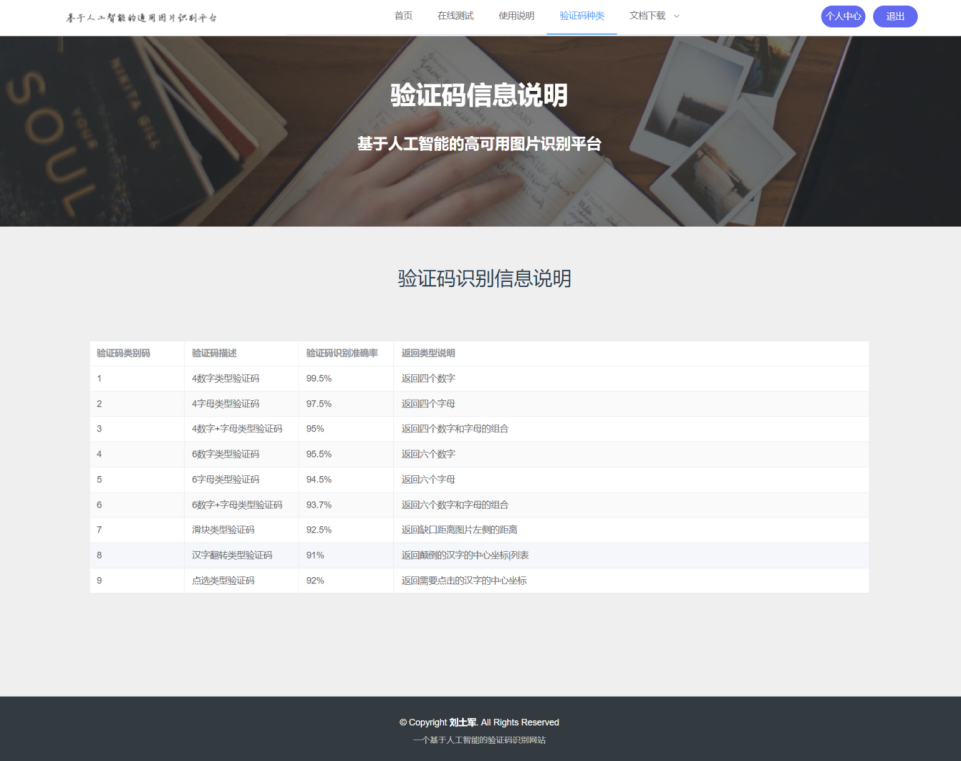 基于人工智能的通用图片识别平台
首页 在线测试 使用说明 验证码种类 文档下载 个人中心 退出
NIKITA GILL
YOUR
SOUL
验证码信息说明
基于人工智能的高可用图片识别平台
验证码识别信息说明
验证码类别码 验证码描述 验证码识别准确率 返回类型说明
1 4数字类型验证码 99.5% 返回四个数字
2 4字母类型验证码 97.5% 返回四个字母
3 4数字+字母类型验证码 95% 返回四个数字和字母的组合
4 6数字类型验证码 95.5% 返回六个数字
5 6字母类型验证码 94.5% 返回六个字母
6 6数字+字母类型验证码 93.7% 返回六个数字和字母的组合
7 滑块类型验证码 92.5% 返回缺口距离图片左侧的距离
8 汉字翻转类型验证码 91% 返回颠倒的汉字的中心坐标|列表
9 点选类型验证码 92% 返回需要点击的汉字的中心坐标
© Copyright 刘土军. All Rights Reserved
一个基于人工智能的验证码识别网站